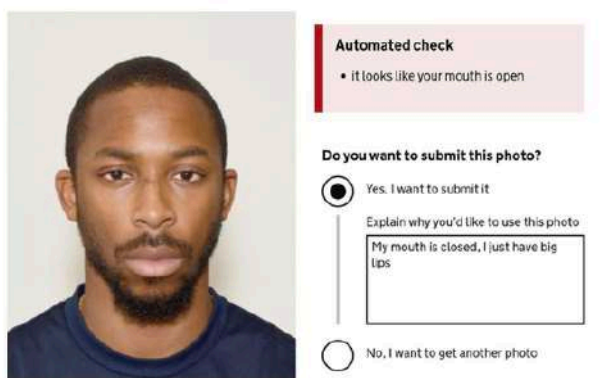 Automated check
• it looks like your mouth is open
Do you want to submit this photo?
Yes. I want to submit it
Explain why you'd like to use this photo
My mouth is closed, I just have big
lips
No, I want to get another photo